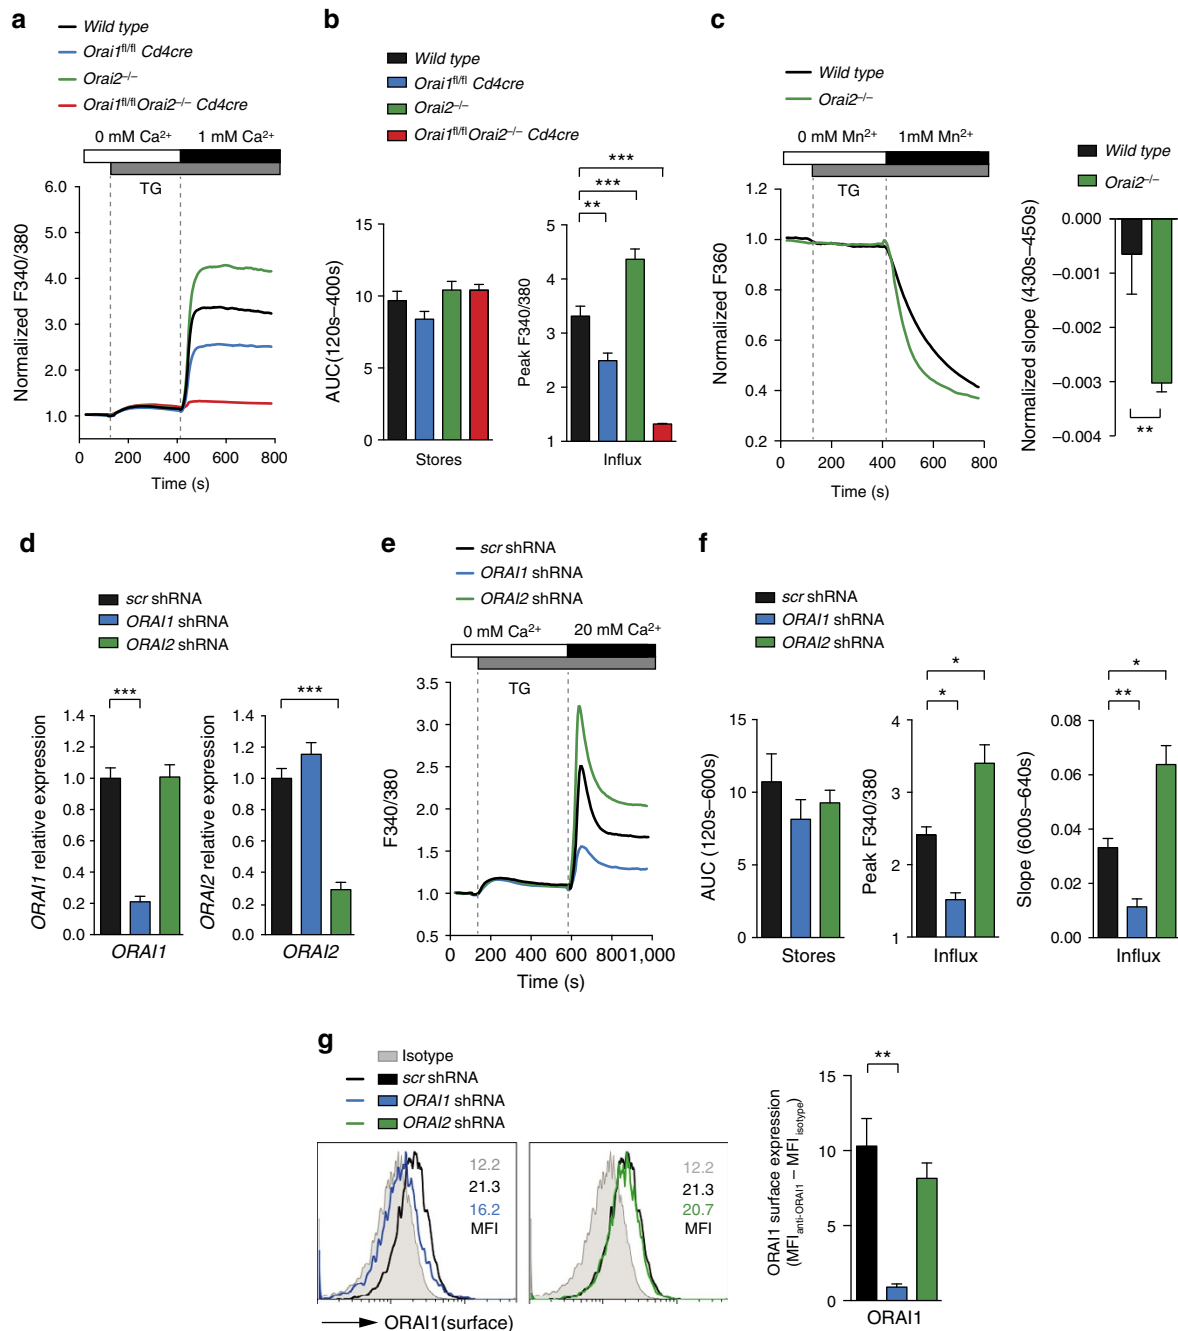 a
Wild type
Orai1fl/fl Cd4cre
Orai2–/–
Orai1fl/flOrai2–/– Cd4cre
0 mM Ca2+
1 mM Ca2+
TG
Normalized F340/380
6.0
5.0
4.0
3.0
2.0
1.0
0 200 400 600 800
Time (s)
b
Wild type
Orai1fl/fl Cd4cre
Orai2–/–
Orai1fl/flOrai2–/– Cd4cre
AUC(120s–400s)
15
10
5
0
Stores
Peak F340/380
5
4
3
2
1
***
***
**
Influx
c
Wild type
Orai2–/–
0 mM Mn2+
1mM Mn2+
TG
Normalized F360
1.2
1.0
0.8
0.6
0.4
0.2
0 200 400 600 800
Time (s)
Wild type
Orai2–/–
Normalized slope (430s–450s)
0.000
−0.001
−0.002
−0.003
−0.004
**
d
scr shRNA
ORAI1 shRNA
ORAI2 shRNA
ORAI1 relative expression
1.4
1.2
1.0
0.8
0.6
0.4
0.2
0.0
***
ORAI1
ORAI2 relative expression
1.4
1.2
1.0
0.8
0.6
0.4
0.2
0.0
***
ORAI2
e
scr shRNA
ORAI1 shRNA
ORAI2 shRNA
0 mM Ca2+
20 mM Ca2+
TG
F340/380
3.5
3.0
2.5
2.0
1.5
1.0
0.5
0 200 400 600 8001,000
Time (s)
f
scr shRNA
ORAI1 shRNA
ORAI2 shRNA
AUC (120s–600s)
15
10
5
0
Stores
Peak F340/380
4
3
2
1
*
*
Influx
Slope (600s–640s)
0.08
0.06
0.04
0.02
0.00
*
**
Influx
g
Isotype
scr shRNA
ORAI1 shRNA
ORAI2 shRNA
12.2
21.3
16.2
MFI
12.2
21.3
20.7
MFI
ORAI1(surface)
ORAI1 surface expression
(MFIanti-ORAI1 – MFIisotype)
15
10
5
0
**
ORAI1